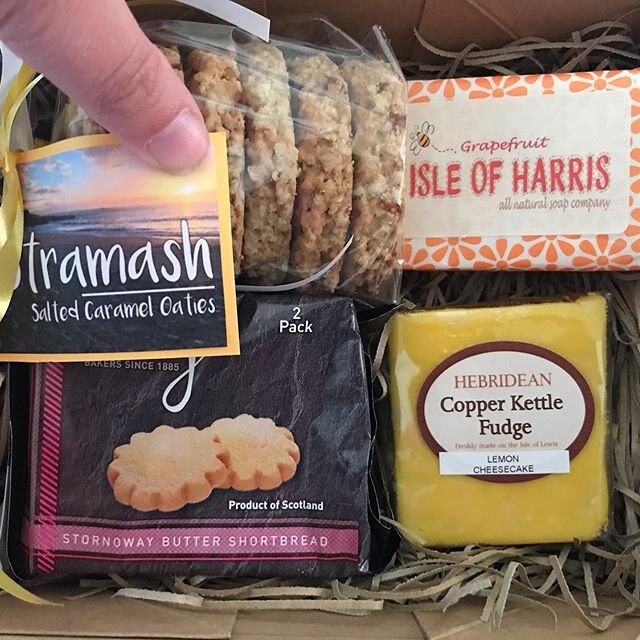 Grapefruit
ISLE OF HARRIS
all natural soap company
tramash
Salted Caramel Oaties
2
Pack
BAKERS SINCE 1885
Product of Scotland
STORNOWAY BUTTER SHORTBREAD
HEBRIDEAN
Copper Kettle
Fudge
Freshly made on the Isle of Lewis
LEMON
CHEESECAKE